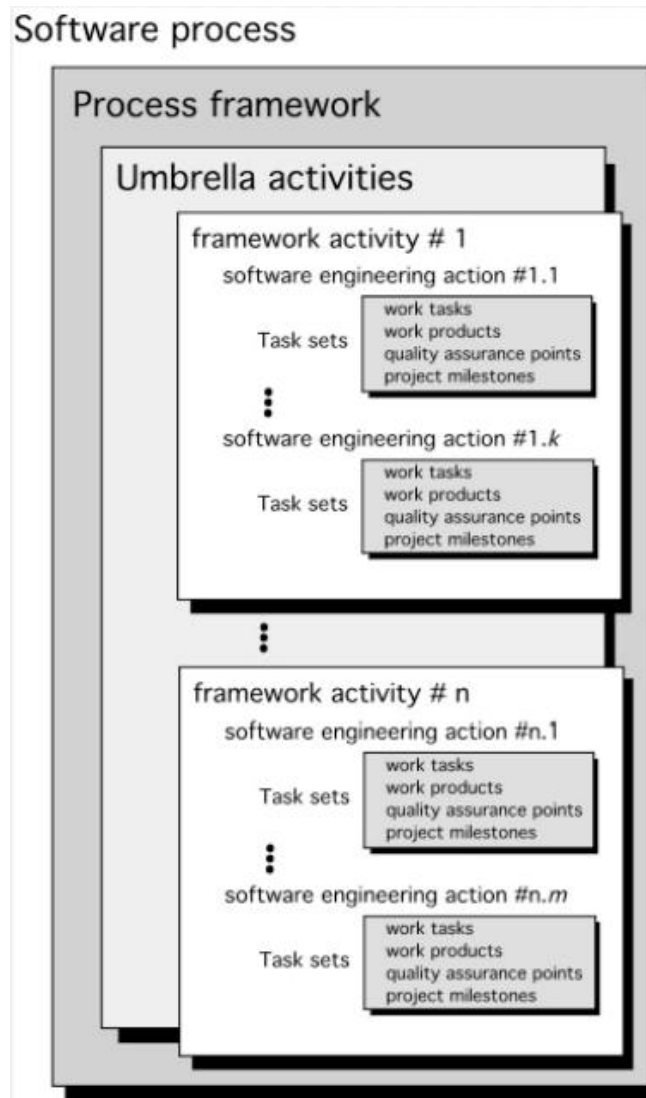 Software process
Process framework
Umbrella activities
framework activity # 1
software engineering action #1.1
Task sets
work tasks
work products
quality assurance points
project milestones
software engineering action #1.k
Task sets
work tasks
work products
quality assurance points
project milestones
framework activity # n
software engineering action #n.1
Task sets
work tasks
work products
quality assurance points
project milestones
software engineering action #n.m
Task sets
work tasks
work products
quality assurance points
project milestones